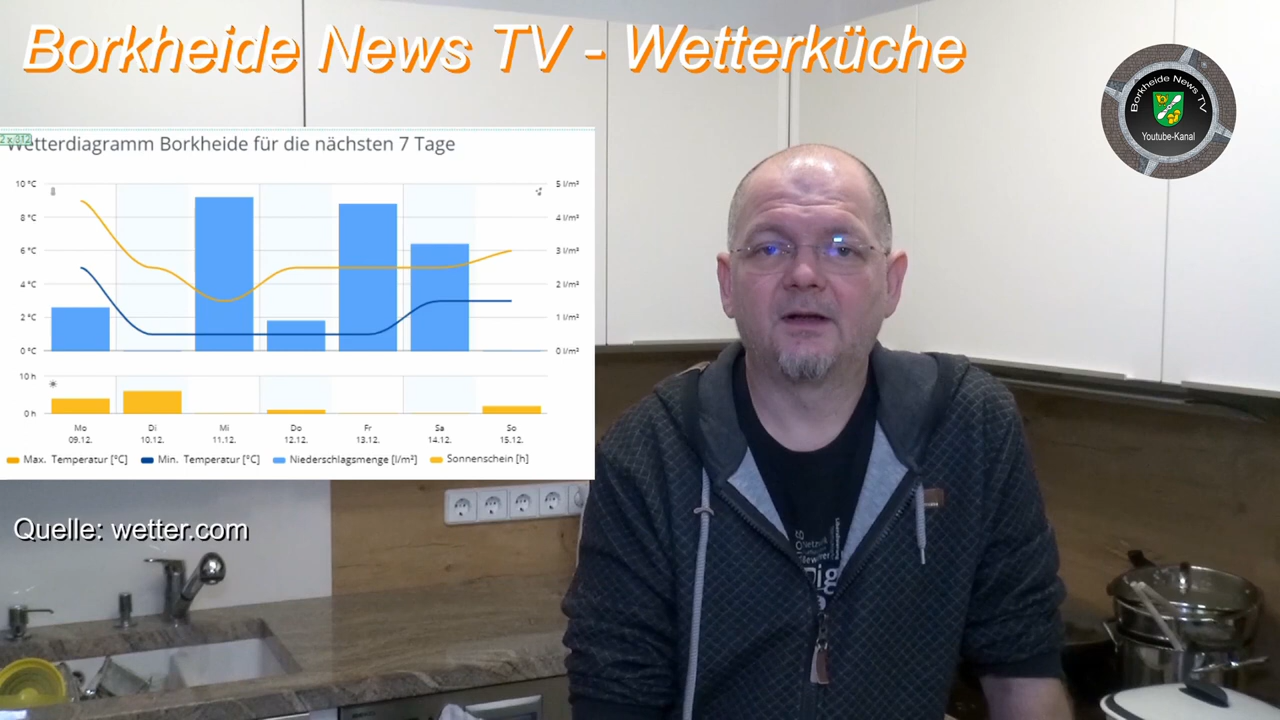 Borkheide News TV - Wetterküche
Borkheide News TV
Youtube-Kanal
Wetterdiagramm Borkheide für die nächsten 7 Tage
10 °C
5 l/m²
8 °C
4 l/m²
6 °C
3 l/m²
4 °C
2 l/m²
2 °C
1 l/m²
0 °C
0 l/m²
10 h
0 h
Mo Di Mi Do Fr Sa So
09.12. 10.12. 11.12. 12.12. 13.12. 14.12. 15.12.
Max. Temperatur [°C] Min. Temperatur [°C] Niederschlagsmenge [l/m²] Sonnenschein [h]
Quelle: wetter.com